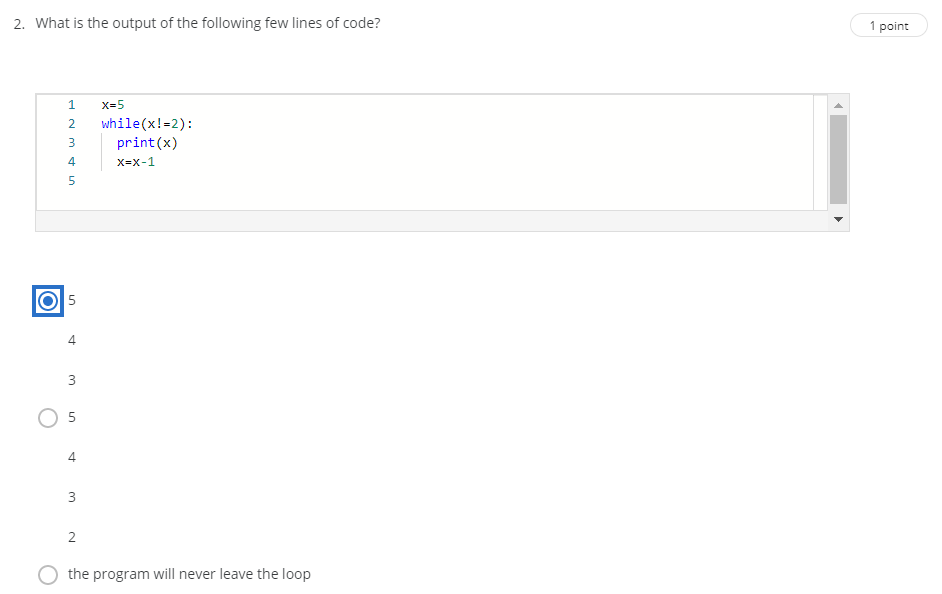 2. What is the output of the following few lines of code?
1 point
1 x=5
2 while(x!=2):
3 print(x)
4 x=x-1
5
5
4
3
5
4
3
2
the program will never leave the loop